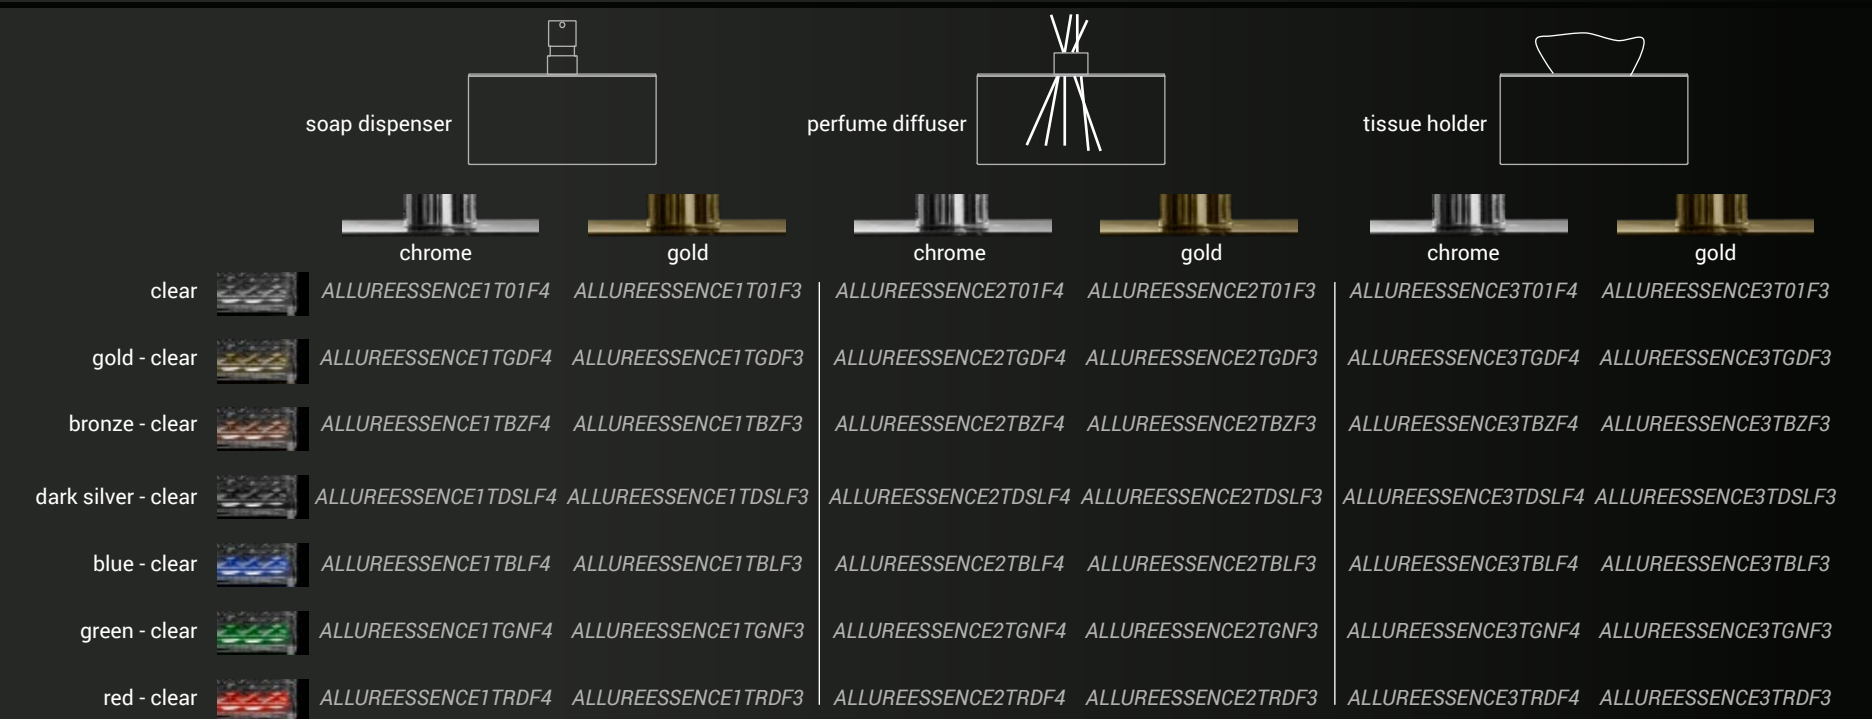 soap dispenser perfume diffuser tissue holder
chrome gold chrome gold chrome gold
clear ALLUREESSENCE1T01F4 ALLUREESSENCE1T01F3 ALLUREESSENCE2T01F4 ALLUREESSENCE2T01F3 ALLUREESSENCE3T01F4 ALLUREESSENCE3T01F3
gold - clear ALLUREESSENCE1TGDF4 ALLUREESSENCE1TGDF3 ALLUREESSENCE2TGDF4 ALLUREESSENCE2TGDF3 ALLUREESSENCE3TGDF4 ALLUREESSENCE3TGDF3
bronze - clear ALLUREESSENCE1TBZF4 ALLUREESSENCE1TBZF3 ALLUREESSENCE2TBZF4 ALLUREESSENCE2TBZF3 ALLUREESSENCE3TBZF4 ALLUREESSENCE3TBZF3
dark silver - clear ALLUREESSENCE1TDSLF4 ALLUREESSENCE1TDSLF3 ALLUREESSENCE2TDSLF4 ALLUREESSENCE2TDSLF3 ALLUREESSENCE3TDSLF4 ALLUREESSENCE3TDSLF3
blue - clear ALLUREESSENCE1TBLF4 ALLUREESSENCE1TBLF3 ALLUREESSENCE2TBLF4 ALLUREESSENCE2TBLF3 ALLUREESSENCE3TBLF4 ALLUREESSENCE3TBLF3
green - clear ALLUREESSENCE1TGNF4 ALLUREESSENCE1TGNF3 ALLUREESSENCE2TGNF4 ALLUREESSENCE2TGNF3 ALLUREESSENCE3TGNF4 ALLUREESSENCE3TGNF3
red - clear ALLUREESSENCE1TRDF4 ALLUREESSENCE1TRDF3 ALLUREESSENCE2TRDF4 ALLUREESSENCE2TRDF3 ALLUREESSENCE3TRDF4 ALLUREESSENCE3TRDF3